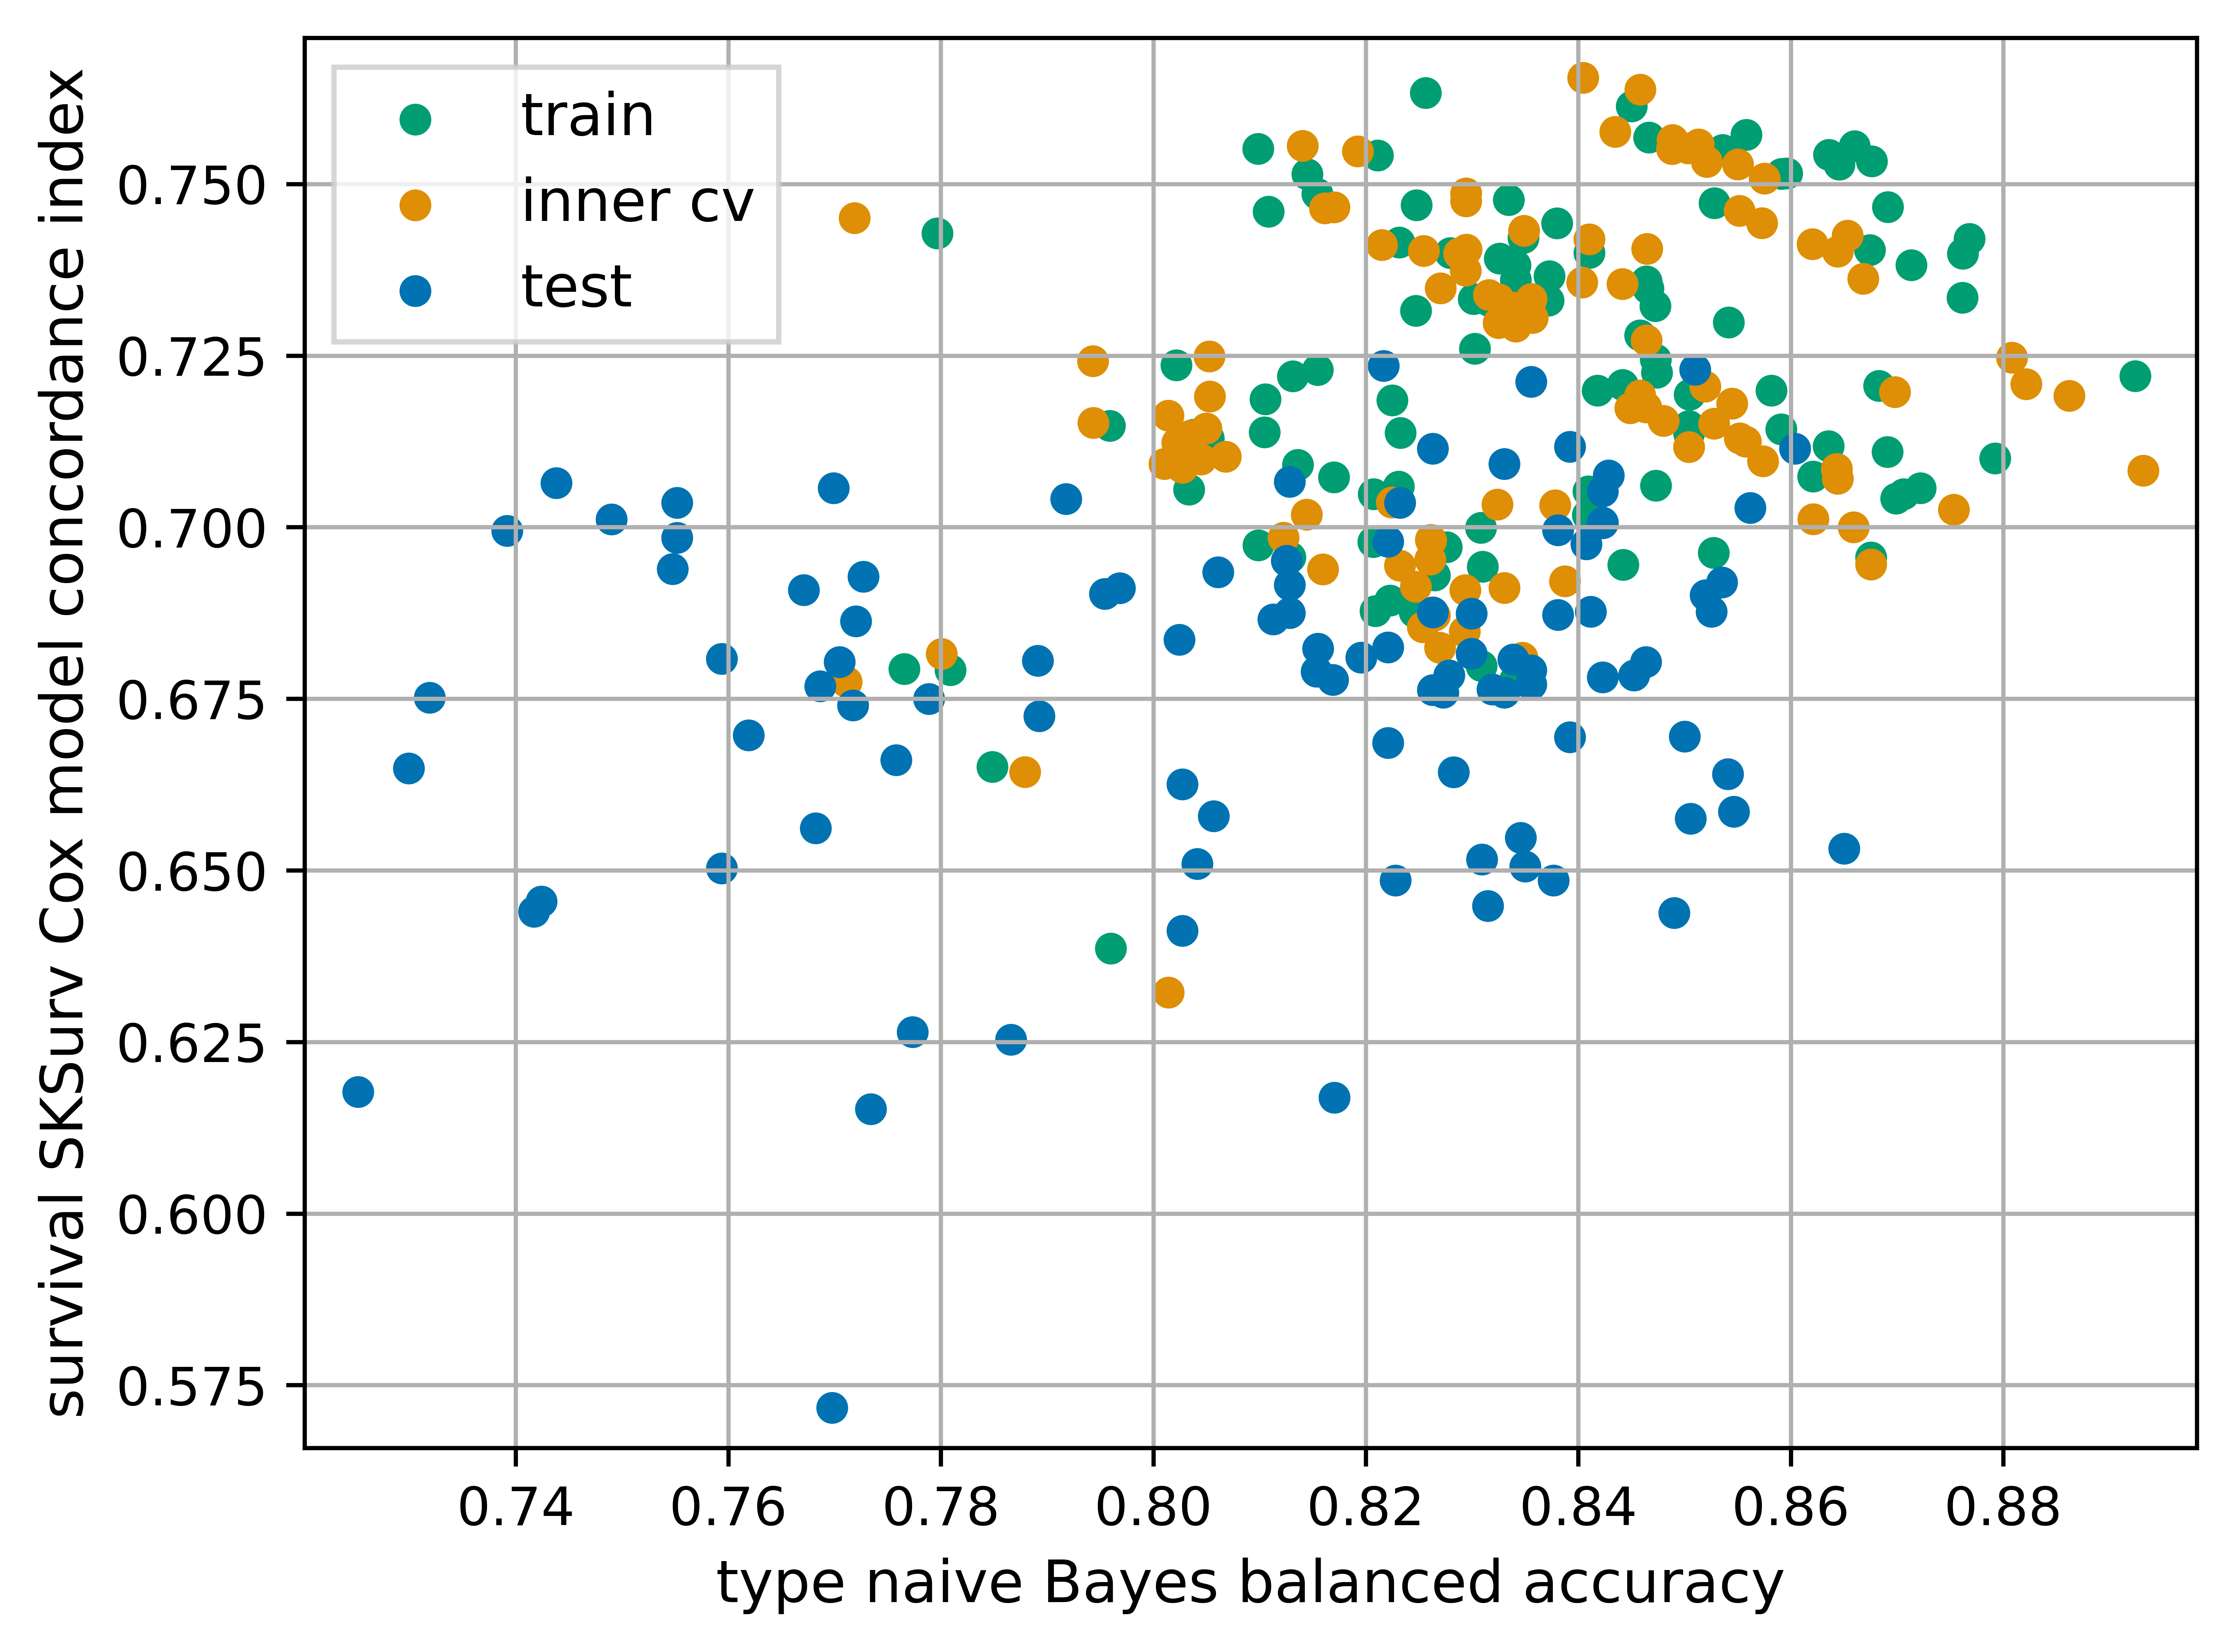 train
inner cv
test
survival SKSurv Cox model concordance index
0.750
0.725
0.700
0.675
0.650
0.625
0.600
0.575
0.74 0.76 0.78 0.80 0.82 0.84 0.86 0.88
type naive Bayes balanced accuracy